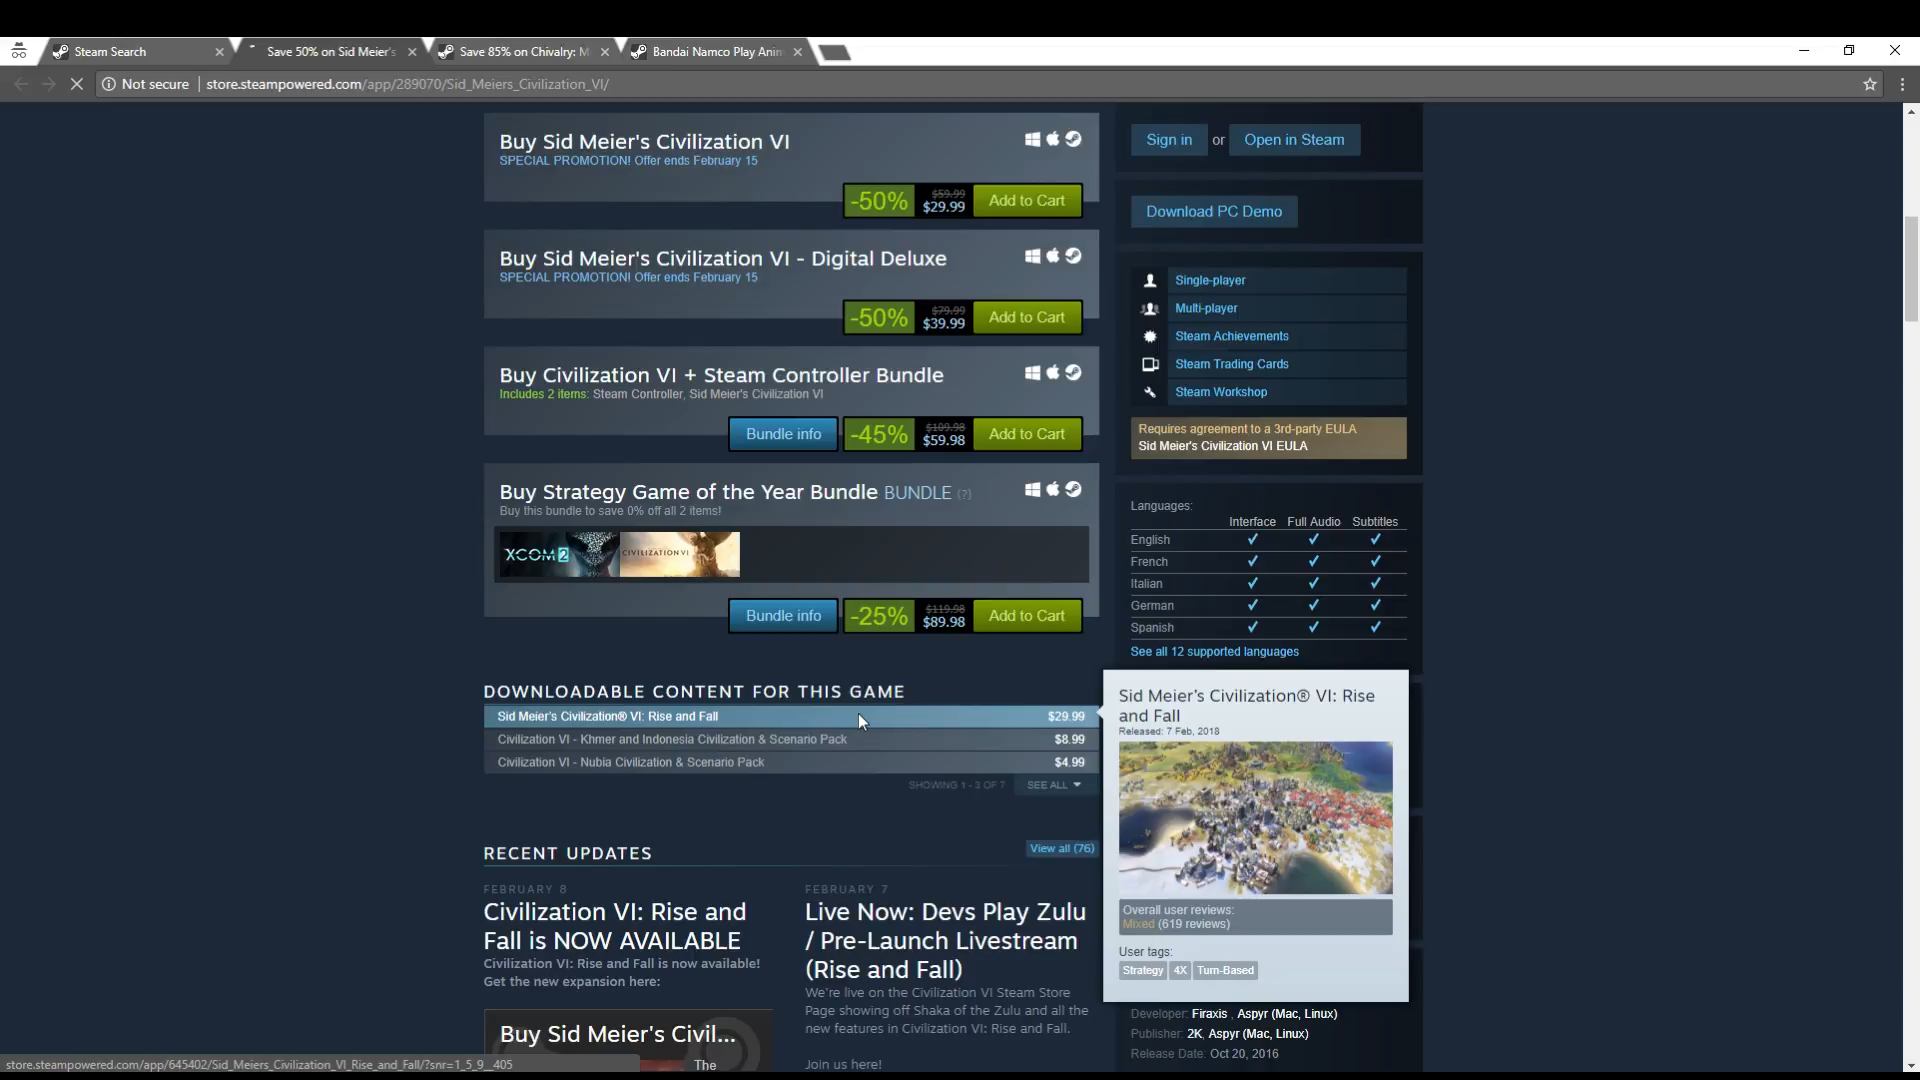 Steam Search
Save 50% on Sid Meier's
Save 85% on Chivalry: M
Bandai Namco Play Anim
Not secure
store.steampowered.com/app/289070/Sid_Meiers_Civilization_VI/
Buy Sid Meier's Civilization VI
SPECIAL PROMOTION! Offer ends February 15
-50%
$59.99
$29.99
Add to Cart
Buy Sid Meier's Civilization VI - Digital Deluxe
SPECIAL PROMOTION! Offer ends February 15
-50%
$79.99
$39.99
Add to Cart
Buy Civilization VI + Steam Controller Bundle
Includes 2 items: Steam Controller, Sid Meier's Civilization VI
Bundle info
-45%
$109.98
$59.98
Add to Cart
Buy Strategy Game of the Year Bundle BUNDLE (?)
Buy this bundle to save 0% off all 2 items!
XCOM 2
CIVILIZATION VI
Bundle info
-25%
$119.98
$89.98
Add to Cart
DOWNLOADABLE CONTENT FOR THIS GAME
Sid Meier's Civilization® VI: Rise and Fall $29.99
Civilization VI - Khmer and Indonesia Civilization & Scenario Pack $8.99
Civilization VI - Nubia Civilization & Scenario Pack $4.99
SHOWING 1 - 3 OF 7 SEE ALL
RECENT UPDATES
View all (76)
FEBRUARY 8
Civilization VI: Rise and
Fall is NOW AVAILABLE
Civilization VI: Rise and Fall is now available!
Get the new expansion here:
Buy Sid Meier's Civil...
The
FEBRUARY 7
Live Now: Devs Play Zulu
/ Pre-Launch Livestream
(Rise and Fall)
We're live on the Civilization VI Steam Store
Page showing off Shaka of the Zulu and all the
new features in Civilization VI: Rise and Fall.
Join us here!
Sign in or Open in Steam
Download PC Demo
Single-player
Multi-player
Steam Achievements
Steam Trading Cards
Steam Workshop
Requires agreement to a 3rd-party EULA
Sid Meier's Civilization VI EULA
Languages:
Interface Full Audio Subtitles
English ✓ ✓ ✓
French ✓ ✓ ✓
Italian ✓ ✓ ✓
German ✓ ✓ ✓
Spanish ✓ ✓ ✓
See all 12 supported languages
Sid Meier's Civilization® VI: Rise
and Fall
Released: 7 Feb, 2018
Overall user reviews:
Mixed (619 reviews)
User tags:
Strategy 4X Turn-Based
Developer: Firaxis , Aspyr (Mac, Linux)
Publisher: 2K, Aspyr (Mac, Linux)
Release Date: Oct 20, 2016
store.steampowered.com/app/645402/Sid_Meiers_Civilization_VI_Rise_and_Fall/?snr=1_5_9__405